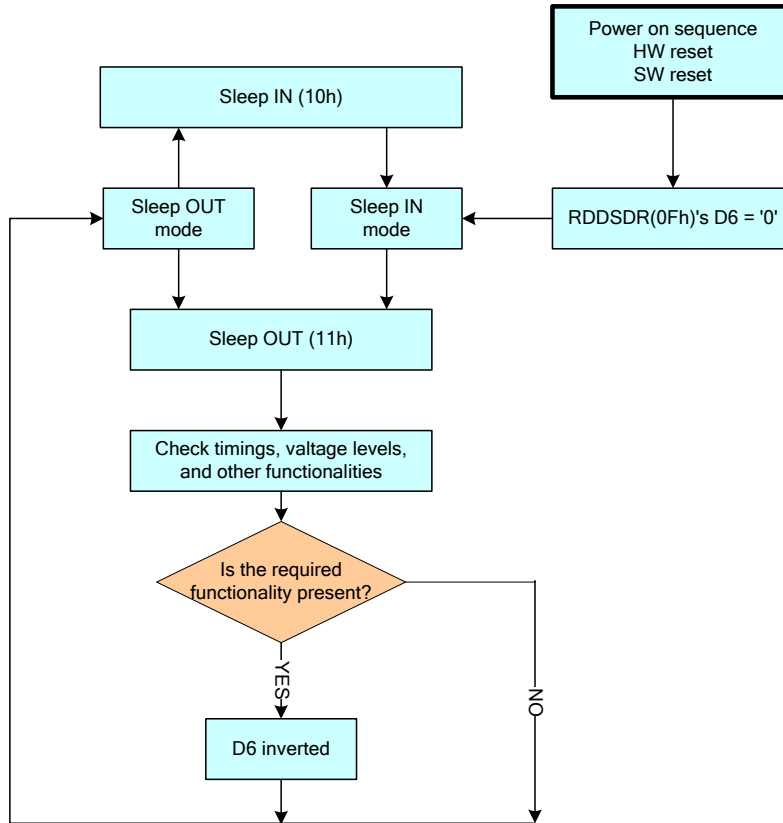 Power on sequence
HW reset
SW reset
Sleep IN (10h)
Sleep OUT
mode
Sleep IN
mode
RDDSDR(0Fh)'s D6 = '0'
Sleep OUT (11h)
Check timings, valtage levels,
and other functionalities
Is the required
functionality present?
YES
NO
D6 inverted